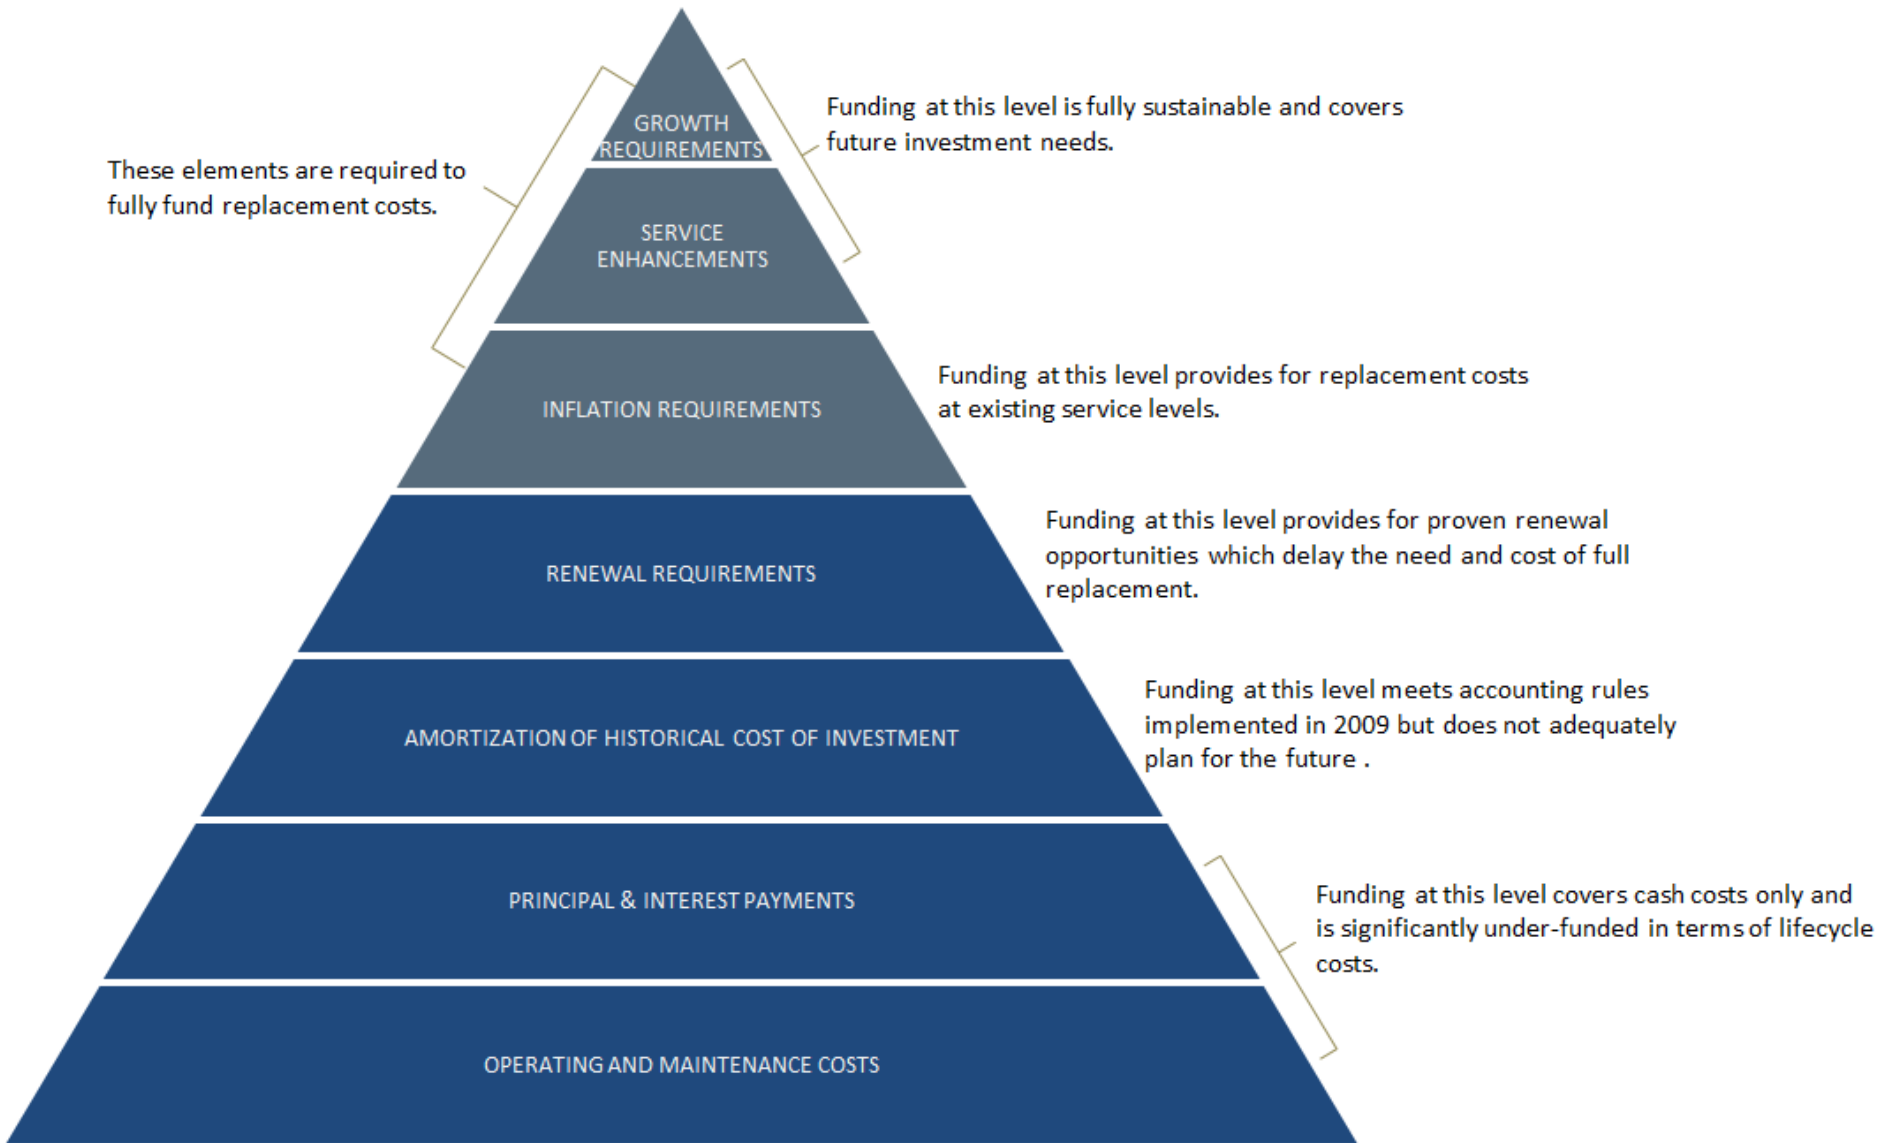 GROWTH
REQUIREMENTS
Funding at this level is fully sustainable and covers
future investment needs.
These elements are required to
fully fund replacement costs.
SERVICE
ENHANCEMENTS
INFLATION REQUIREMENTS
Funding at this level provides for replacement costs
at existing service levels.
RENEWAL REQUIREMENTS
Funding at this level provides for proven renewal
opportunities which delay the need and cost of full
replacement.
AMORTIZATION OF HISTORICAL COST OF INVESTMENT
Funding at this level meets accounting rules
implemented in 2009 but does not adequately
plan for the future .
PRINCIPAL & INTEREST PAYMENTS
Funding at this level covers cash costs only and
is significantly under-funded in terms of lifecycle
costs.
OPERATING AND MAINTENANCE COSTS